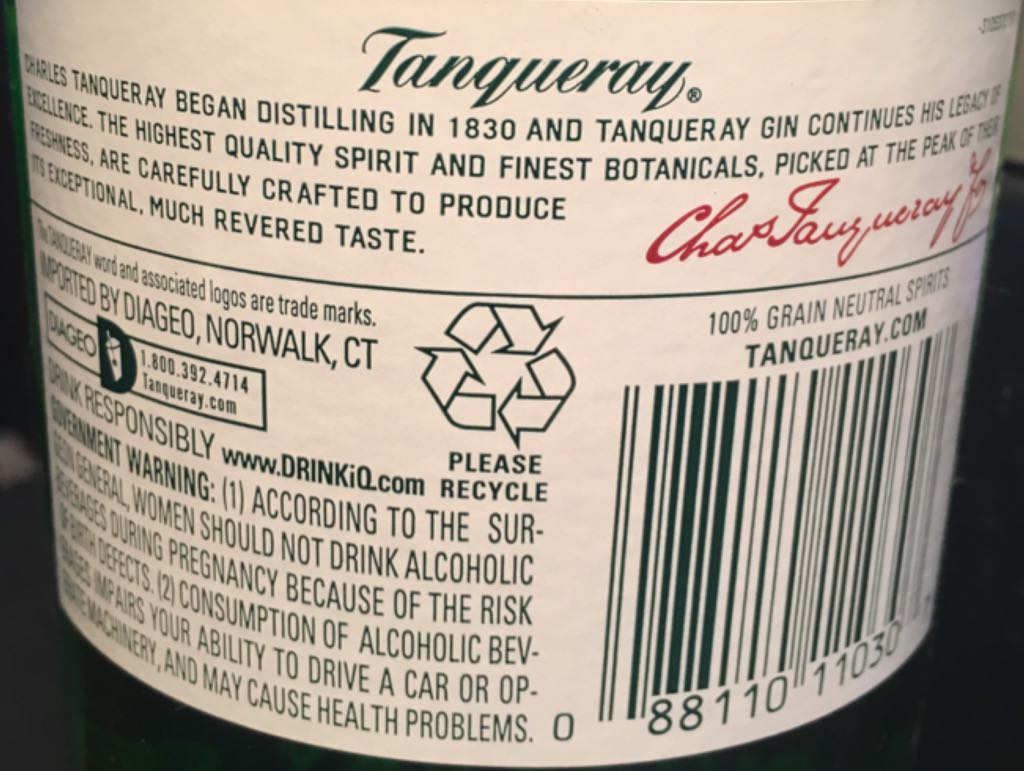 Tanqueray®
CHARLES TANQUERAY BEGAN DISTILLING IN 1830 AND TANQUERAY GIN CONTINUES HIS LEGACY OF
EXCELLENCE. THE HIGHEST QUALITY SPIRIT AND FINEST BOTANICALS, PICKED AT THE PEAK OF THEIR
FRESHNESS, ARE CAREFULLY CRAFTED TO PRODUCE
ITS EXCEPTIONAL, MUCH REVERED TASTE.
Chas Tanqueray
The TANQUERAY word and associated logos are trade marks.
IMPORTED BY DIAGEO, NORWALK, CT
DIAGEO
1.800.392.4714
Tanqueray.com
DRINK RESPONSIBLY www.DRINKiQ.com
GOVERNMENT WARNING: (1) ACCORDING TO THE SUR-
GEON GENERAL, WOMEN SHOULD NOT DRINK ALCOHOLIC
BEVERAGES DURING PREGNANCY BECAUSE OF THE RISK
OF BIRTH DEFECTS. (2) CONSUMPTION OF ALCOHOLIC BEV-
ERAGES IMPAIRS YOUR ABILITY TO DRIVE A CAR OR OP-
ERATE MACHINERY, AND MAY CAUSE HEALTH PROBLEMS.
PLEASE
RECYCLE
100% GRAIN NEUTRAL SPIRITS
TANQUERAY.COM
0 88110 11030